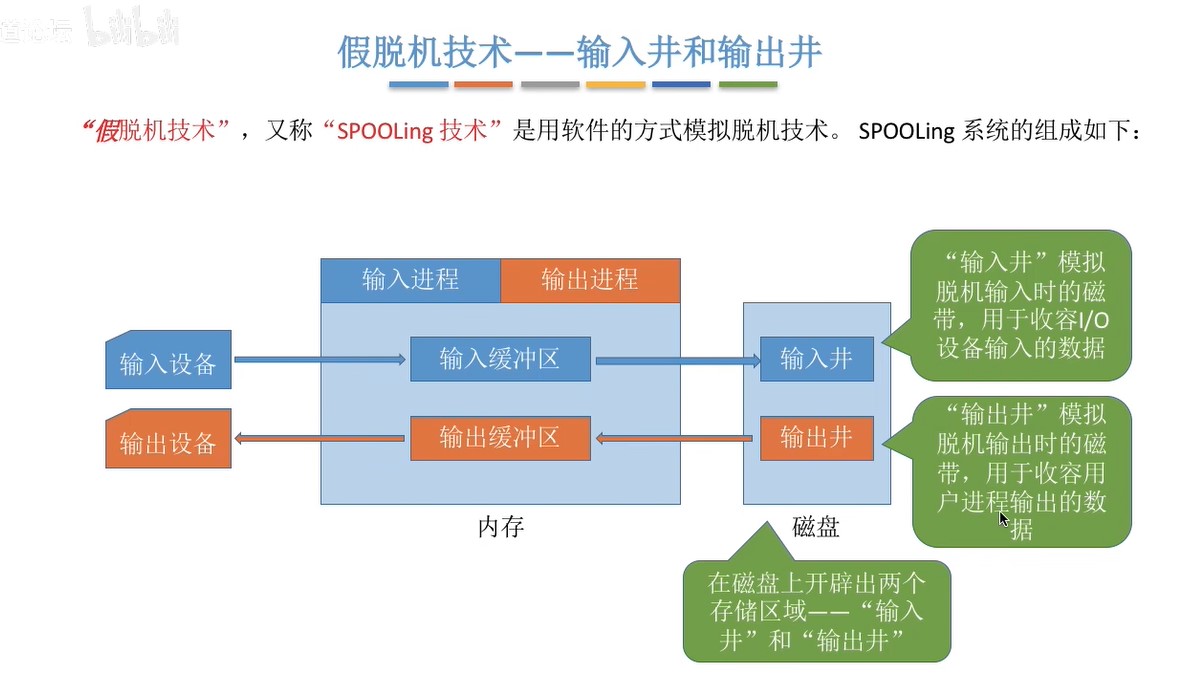 假脱机技术——输入井和输出井
“假脱机技术”，又称“SPOOLing 技术”是用软件的方式模拟脱机技术。 SPOOLing 系统的组成如下：
输入进程
输出进程
输入设备
输入缓冲区
输入井
输出设备
输出缓冲区
输出井
内存
磁盘
“输入井”模拟
脱机输入时的磁
带，用于收容I/O
设备输入的数据
“输出井”模拟
脱机输出时的磁
带，用于收容用
户进程输出的数
据
在磁盘上开辟出两个
存储区域——“输入
井”和“输出井”
bilibili